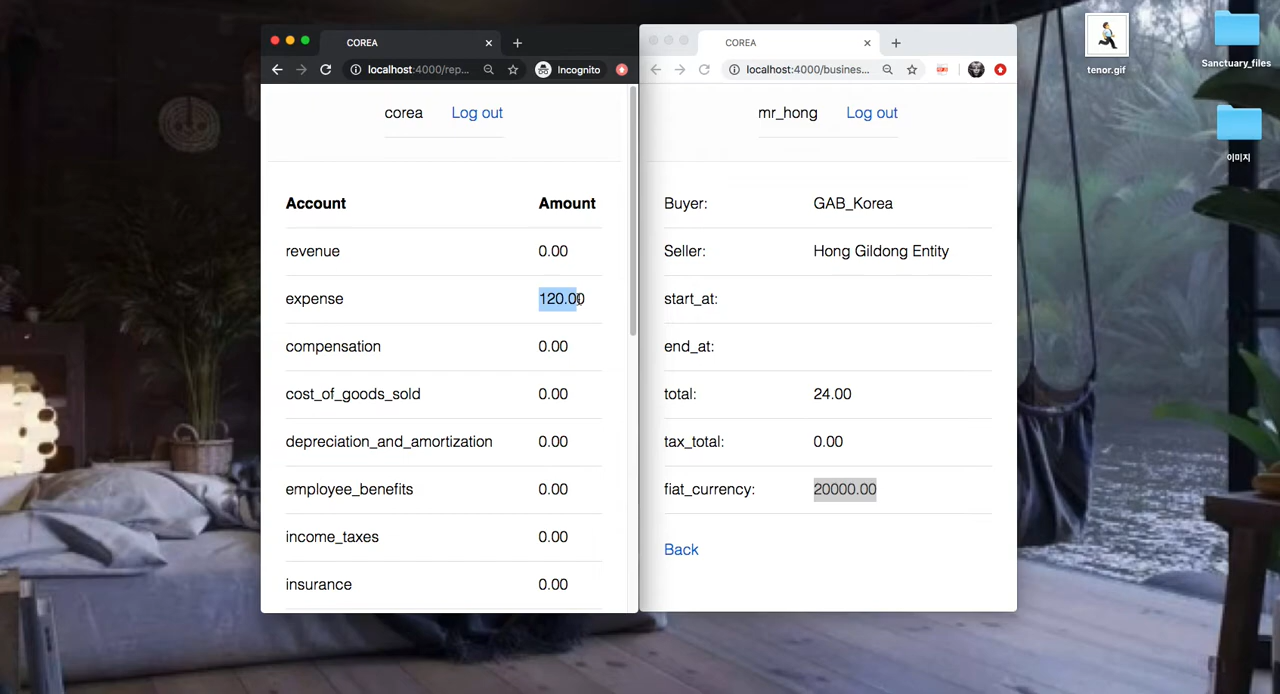 COREA
localhost:4000/rep...
Incognito
corea Log out
Account Amount
revenue 0.00
expense 120.00
compensation 0.00
cost_of_goods_sold 0.00
depreciation_and_amortization 0.00
employee_benefits 0.00
income_taxes 0.00
insurance 0.00
COREA
localhost:4000/busines...
mr_hong Log out
Buyer: GAB_Korea
Seller: Hong Gildong Entity
start_at:
end_at:
total: 24.00
tax_total: 0.00
fiat_currency: 20000.00
Back
tenor.gif
Sanctuary_files
이미지